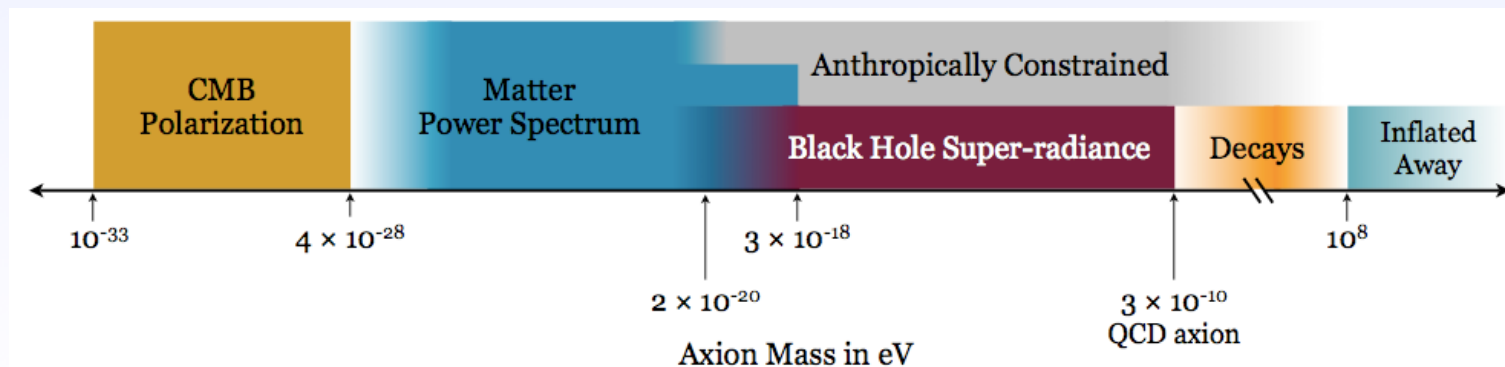 CMB
Polarization
Matter
Power Spectrum
Anthropically Constrained
Black Hole Super-radiance
Decays
Inflated
Away
10⁻³³
4 × 10⁻²⁸
3 × 10⁻¹⁸
10⁸
2 × 10⁻²⁰
3 × 10⁻¹⁰
QCD axion
Axion Mass in eV